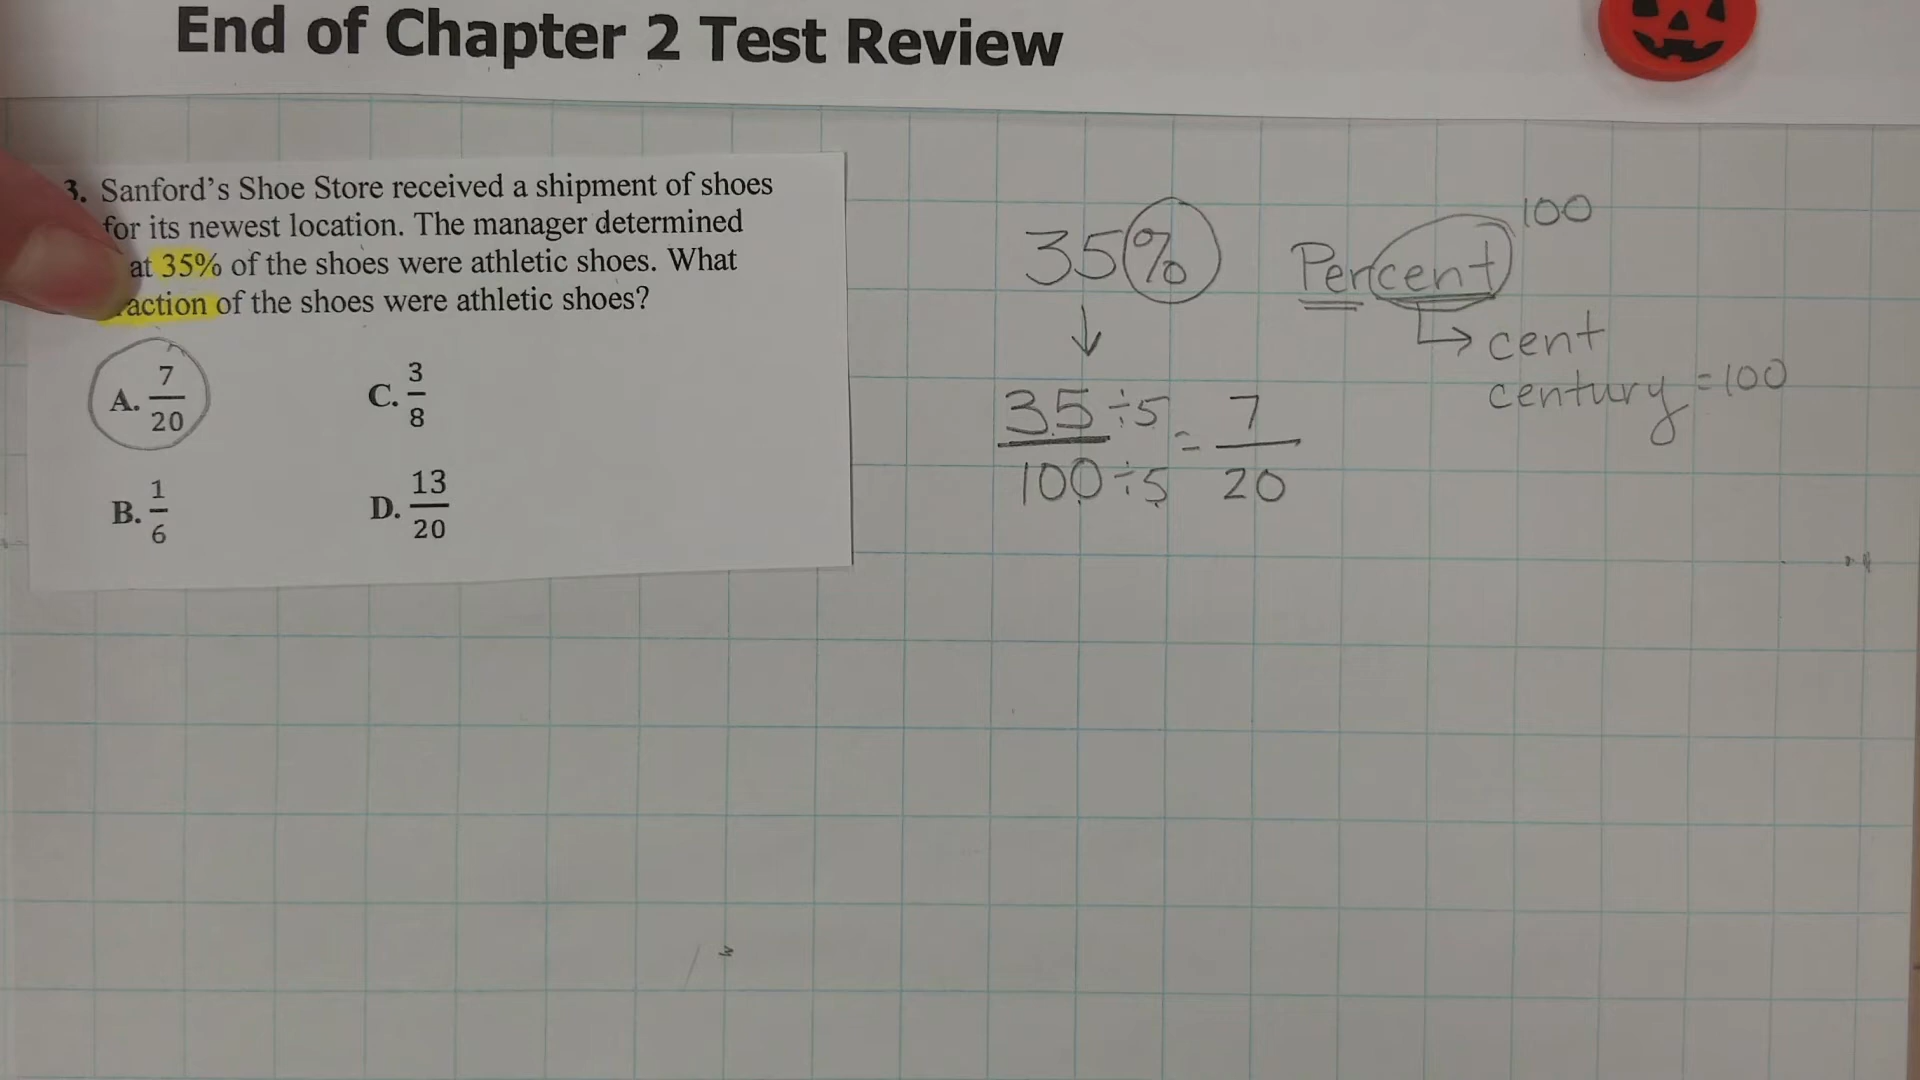 End of Chapter 2 Test Review
3. Sanford's Shoe Store received a shipment of shoes
for its newest location. The manager determined
at 35% of the shoes were athletic shoes. What
action of the shoes were athletic shoes?
A. 7/20
C. 3/8
B. 1/6
D. 13/20
35%
Percent
100
cent
century = 100
35 ÷5 = 7
100 ÷5 20